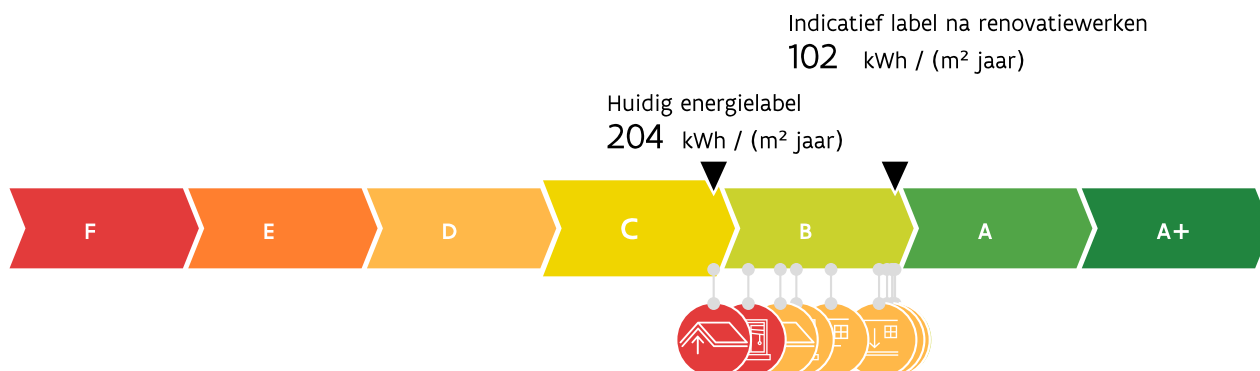 Indicatief label na renovatiewerken
102 kWh / (m² jaar)
Huidig energielabel
204 kWh / (m² jaar)
F E D C B A A+